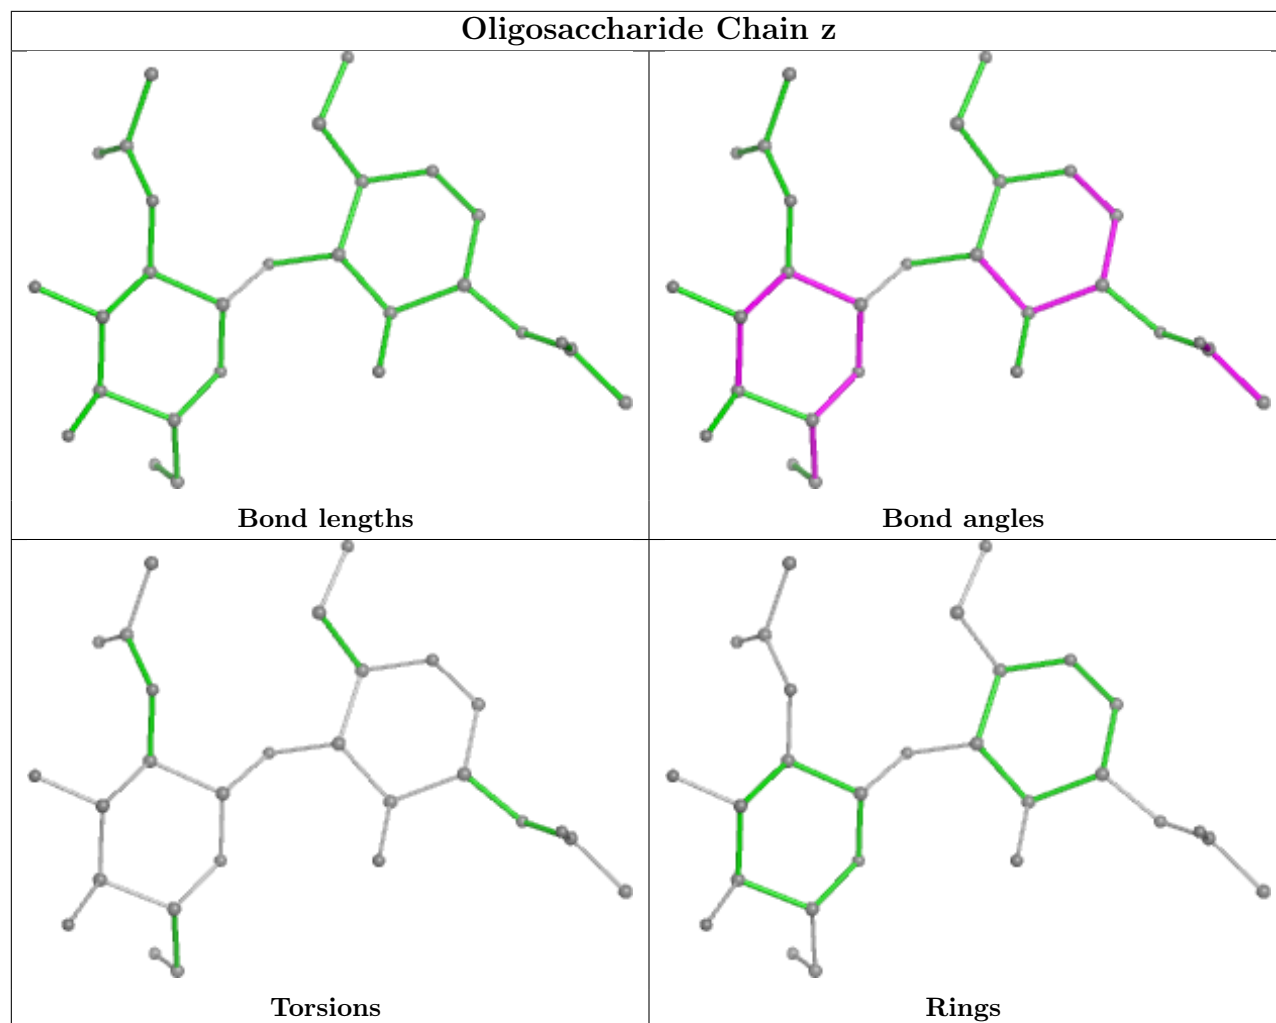 Oligosaccharide Chain z
Bond lengths
Bond angles
Torsions
Rings